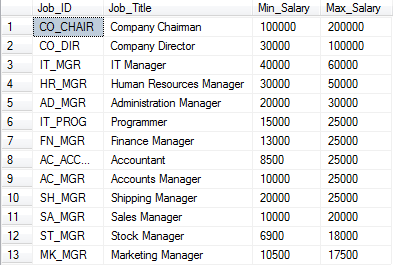 Job_ID Job_Title Min_Salary Max_Salary
1 CO_CHAIR Company Chairman 100000 200000
2 CO_DIR Company Director 30000 100000
3 IT_MGR IT Manager 40000 60000
4 HR_MGR Human Resources Manager 30000 50000
5 AD_MGR Administration Manager 20000 30000
6 IT_PROG Programmer 15000 25000
7 FN_MGR Finance Manager 13000 25000
8 AC_ACC... Accountant 8500 25000
9 AC_MGR Accounts Manager 10000 25000
10 SH_MGR Shipping Manager 20000 25000
11 SA_MGR Sales Manager 10000 20000
12 ST_MGR Stock Manager 6900 18000
13 MK_MGR Marketing Manager 10500 17500